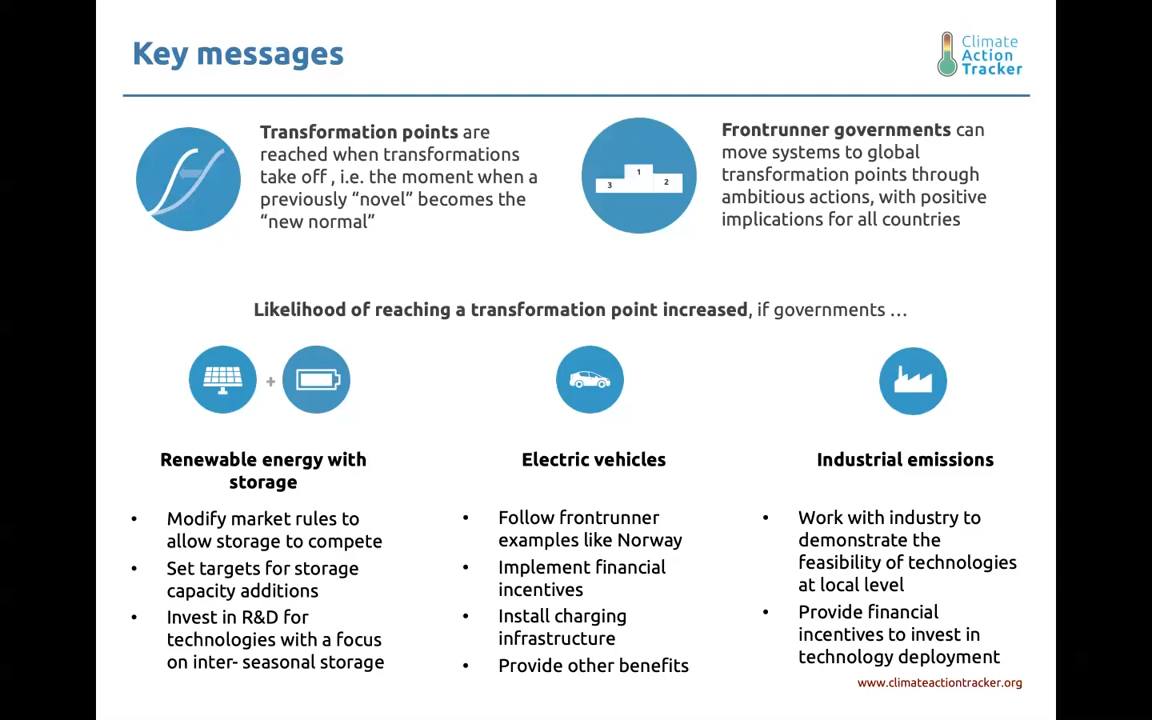 Key messages
Climate
Action
Tracker
Transformation points are
reached when transformations
take off , i.e. the moment when a
previously “novel” becomes the
“new normal”
1
2
3
Frontrunner governments can
move systems to global
transformation points through
ambitious actions, with positive
implications for all countries
Likelihood of reaching a transformation point increased, if governments …
+
Renewable energy with
storage
• Modify market rules to
allow storage to compete
• Set targets for storage
capacity additions
• Invest in R&D for
technologies with a focus
on inter- seasonal storage
Electric vehicles
• Follow frontrunner
examples like Norway
• Implement financial
incentives
• Install charging
infrastructure
• Provide other benefits
Industrial emissions
• Work with industry to
demonstrate the
feasibility of technologies
at local level
• Provide financial
incentives to invest in
technology deployment
www.climateactiontracker.org